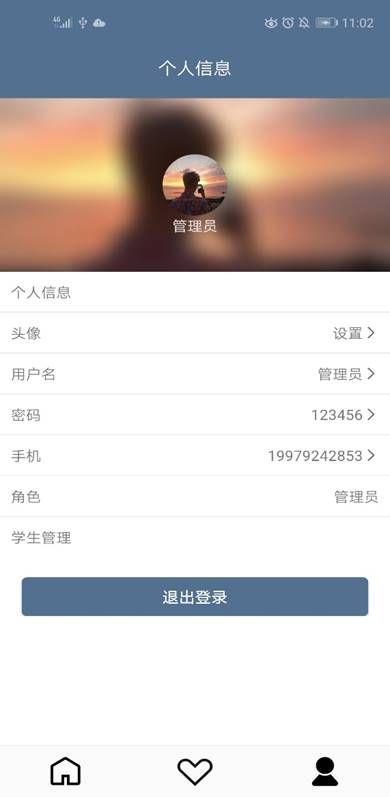 4G
11:02
个人信息
管理员
个人信息
头像 设置
用户名 管理员
密码 123456
手机 19979242853
角色 管理员
学生管理
退出登录